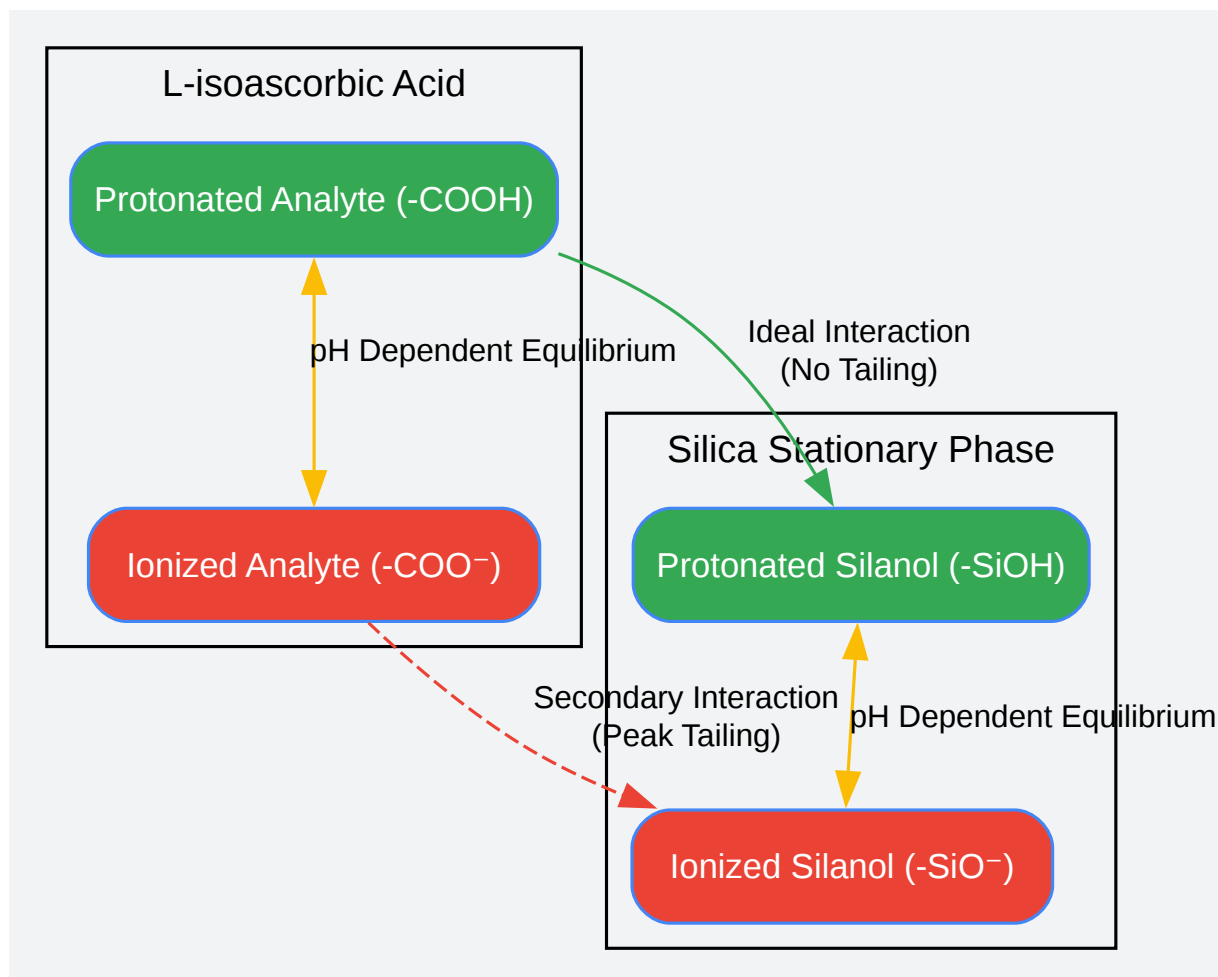 L-isoascorbic Acid
Protonated Analyte (-COOH)
Ideal Interaction
(No Tailing)
pH Dependent Equilibrium
Silica Stationary Phase
Ionized Analyte (-COO⁻)
Protonated Silanol (-SiOH)
Secondary Interaction
(Peak Tailing)
pH Dependent Equilibrium
Ionized Silanol (-SiO⁻)